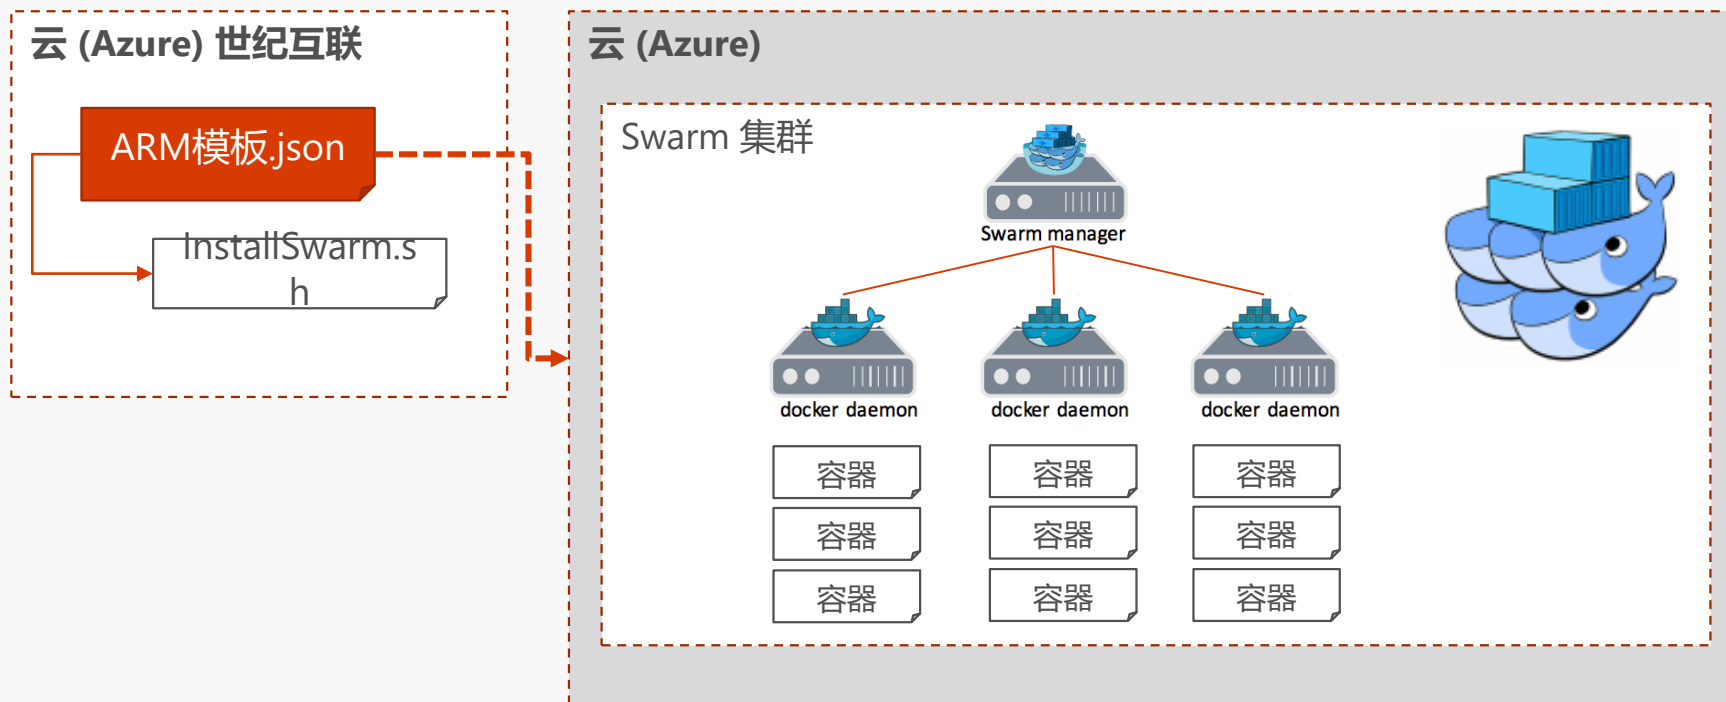 云 (Azure) 世纪互联
ARM模板.json
InstallSwarm.s
h
云 (Azure)
Swarm 集群
Swarm manager
docker daemon
docker daemon
docker daemon
容器
容器
容器
容器
容器
容器
容器
容器
容器